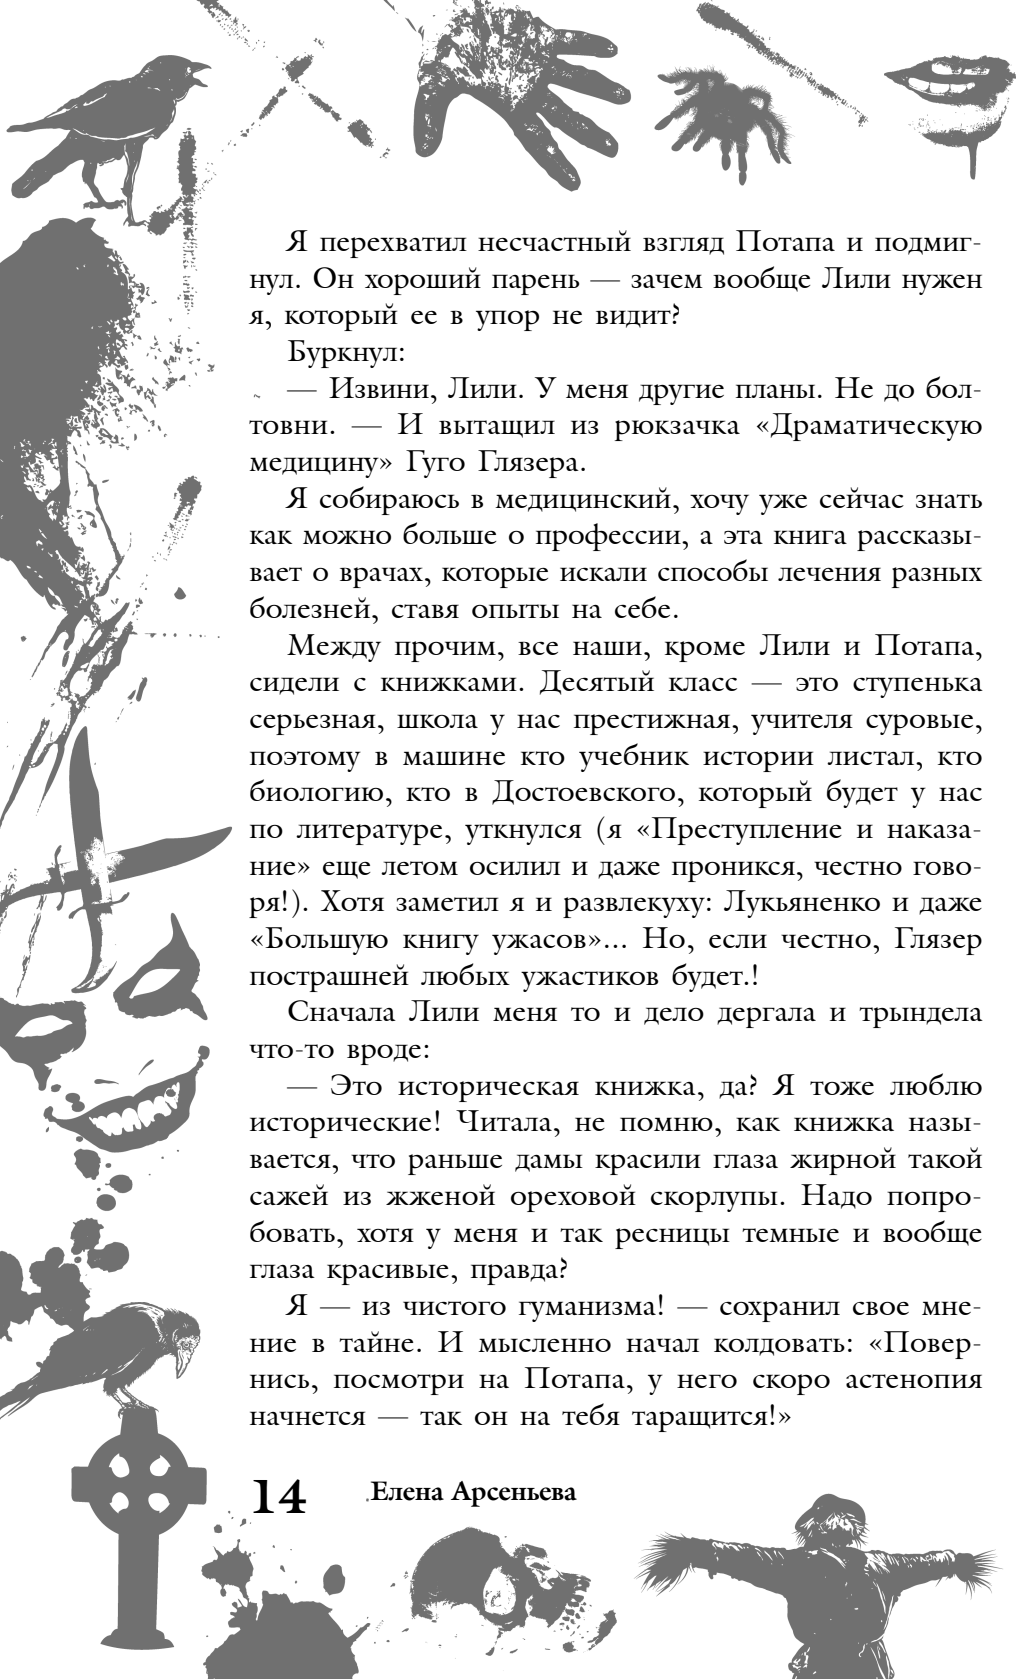 Я перехватил несчастный взгляд Потапа и подмиг-
нул. Он хороший парень — зачем вообще Лили нужен
я, который ее в упор не видит?
Буркнул:
— Извини, Лили. У меня другие планы. Не до бол-
товни. — И вытащил из рюкзачка «Драматическую
медицину» Гуго Глязера.
Я собираюсь в медицинский, хочу уже сейчас знать
как можно больше о профессии, а эта книга рассказы-
вает о врачах, которые искали способы лечения разных
болезней, ставя опыты на себе.
Между прочим, все наши, кроме Лили и Потапа,
сидели с книжками. Десятый класс — это ступенька
серьезная, школа у нас престижная, учителя суровые,
поэтому в машине кто учебник истории листал, кто
биологию, кто в Достоевского, который будет у нас
по литературе, уткнулся (я «Преступление и наказа-
ние» еще летом осилил и даже проникся, честно гово-
ря!). Хотя заметил я и развлекуху: Лукьяненко и даже
«Большую книгу ужасов»... Но, если честно, Глязер
пострашней любых ужастиков будет.!
Сначала Лили меня то и дело дергала и трындела
что-то вроде:
— Это историческая книжка, да? Я тоже люблю
исторические! Читала, не помню, как книжка назы-
вается, что раньше дамы красили глаза жирной такой
сажей из жженой ореховой скорлупы. Надо попро-
бовать, хотя у меня и так ресницы темные и вообще
глаза красивые, правда?
Я — из чистого гуманизма! — сохранил свое мне-
ние в тайне. И мысленно начал колдовать: «Повер-
нись, посмотри на Потапа, у него скоро астенопия
начнется — так он на тебя таращится!»
14 Елена Арсеньева